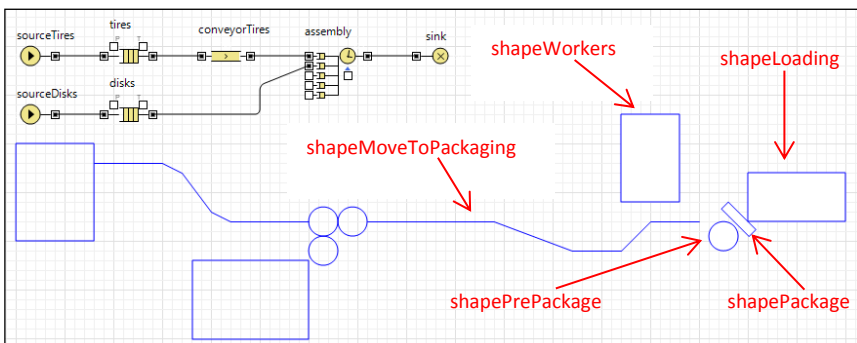 tires
conveyorTires
assembly
sink
sourceTires
P T
disks
sourceDisks
P T
shapeWorkers
shapeLoading
shapeMoveToPackaging
shapePrePackage
shapePackage